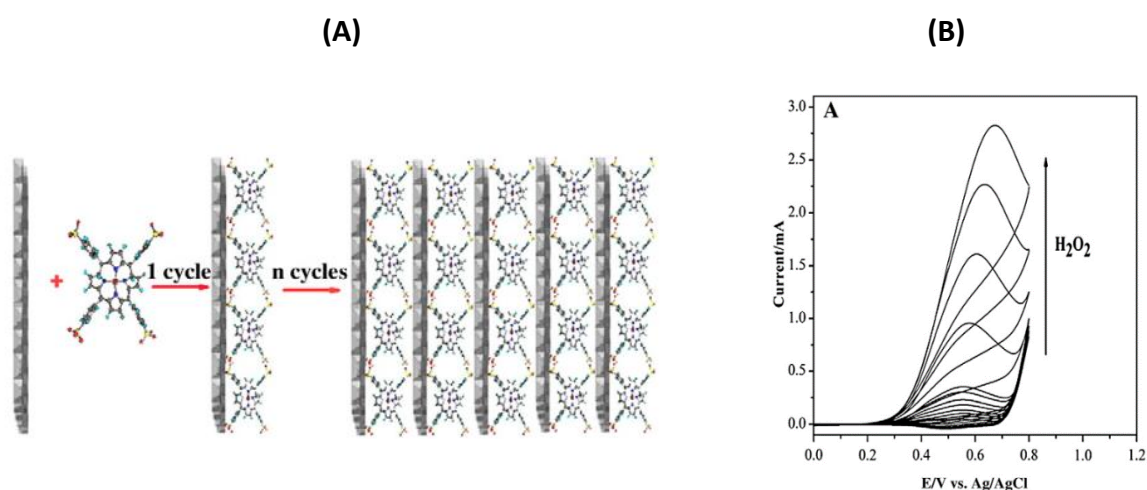 (A)
(B)
+
1 cycle
n cycles
A
3.0
2.5
2.0
1.5
1.0
0.5
0.0
Current/mA
H₂O₂
0.0 0.2 0.4 0.6 0.8 1.0 1.2
E/V vs. Ag/AgCl